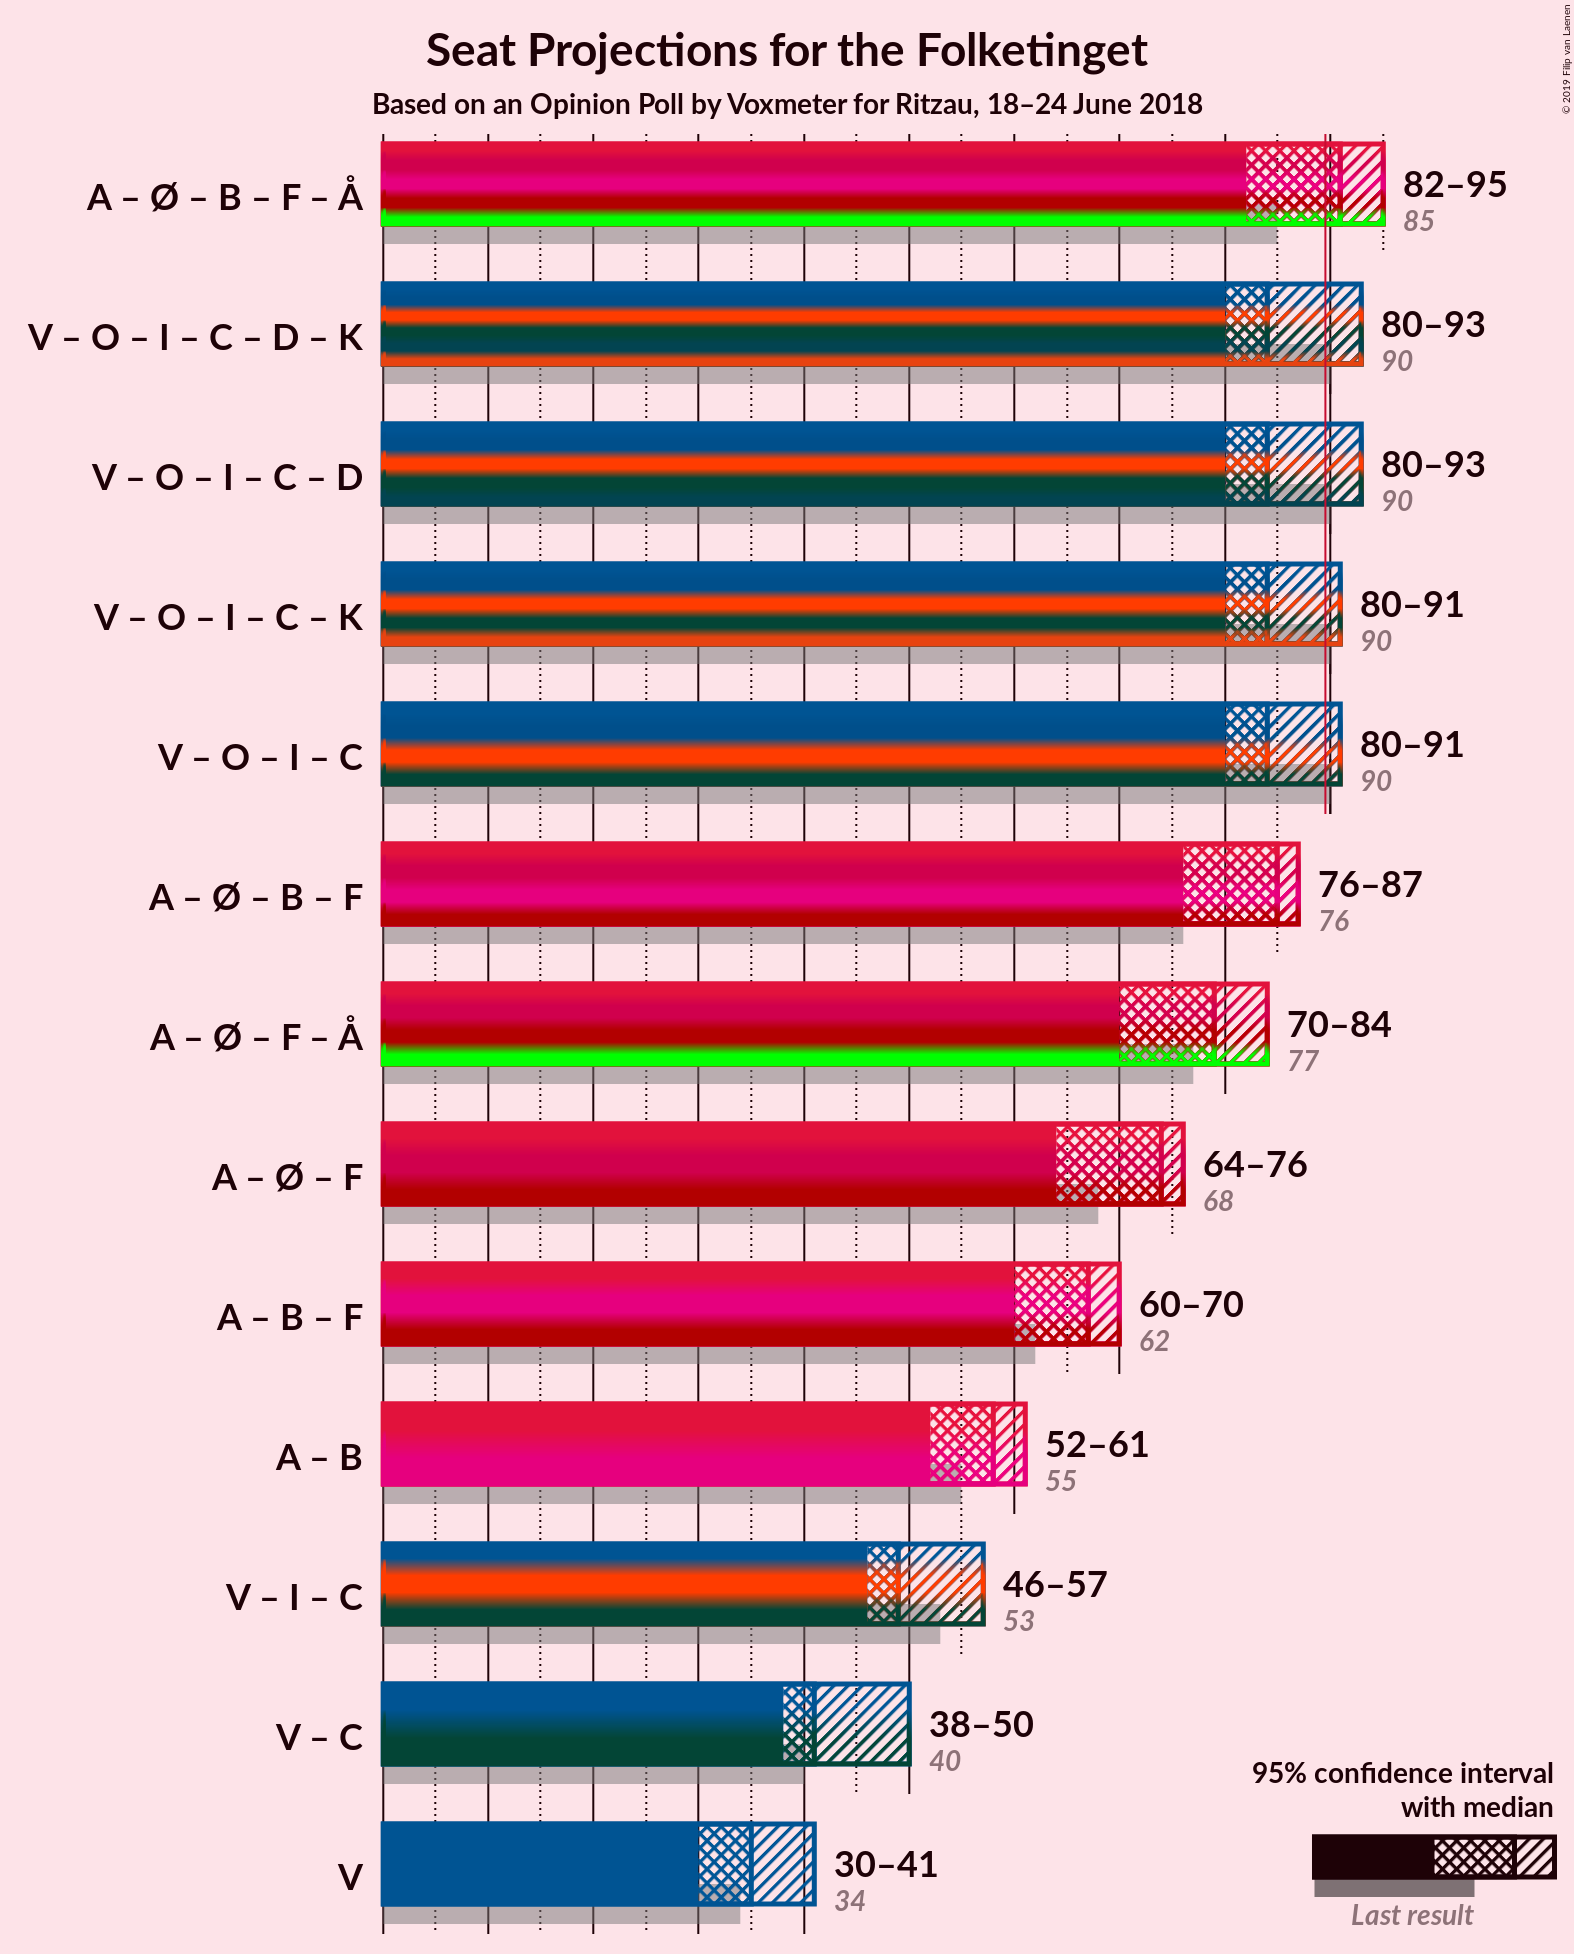 Seat Projections for the Folketinget
Based on an Opinion Poll by Voxmeter for Ritzau, 18–24 June 2018
© 2019 Filip van Laenen
A – Ø – B – F – Å
82–95
85
V – O – I – C – D – K
80–93
90
V – O – I – C – D
80–93
90
V – O – I – C – K
80–91
90
V – O – I – C
80–91
90
A – Ø – B – F
76–87
76
A – Ø – F – Å
70–84
77
A – Ø – F
64–76
68
A – B – F
60–70
62
A – B
52–61
55
V – I – C
46–57
53
V – C
38–50
40
V
30–41
34
95% confidence interval
with median
Last result